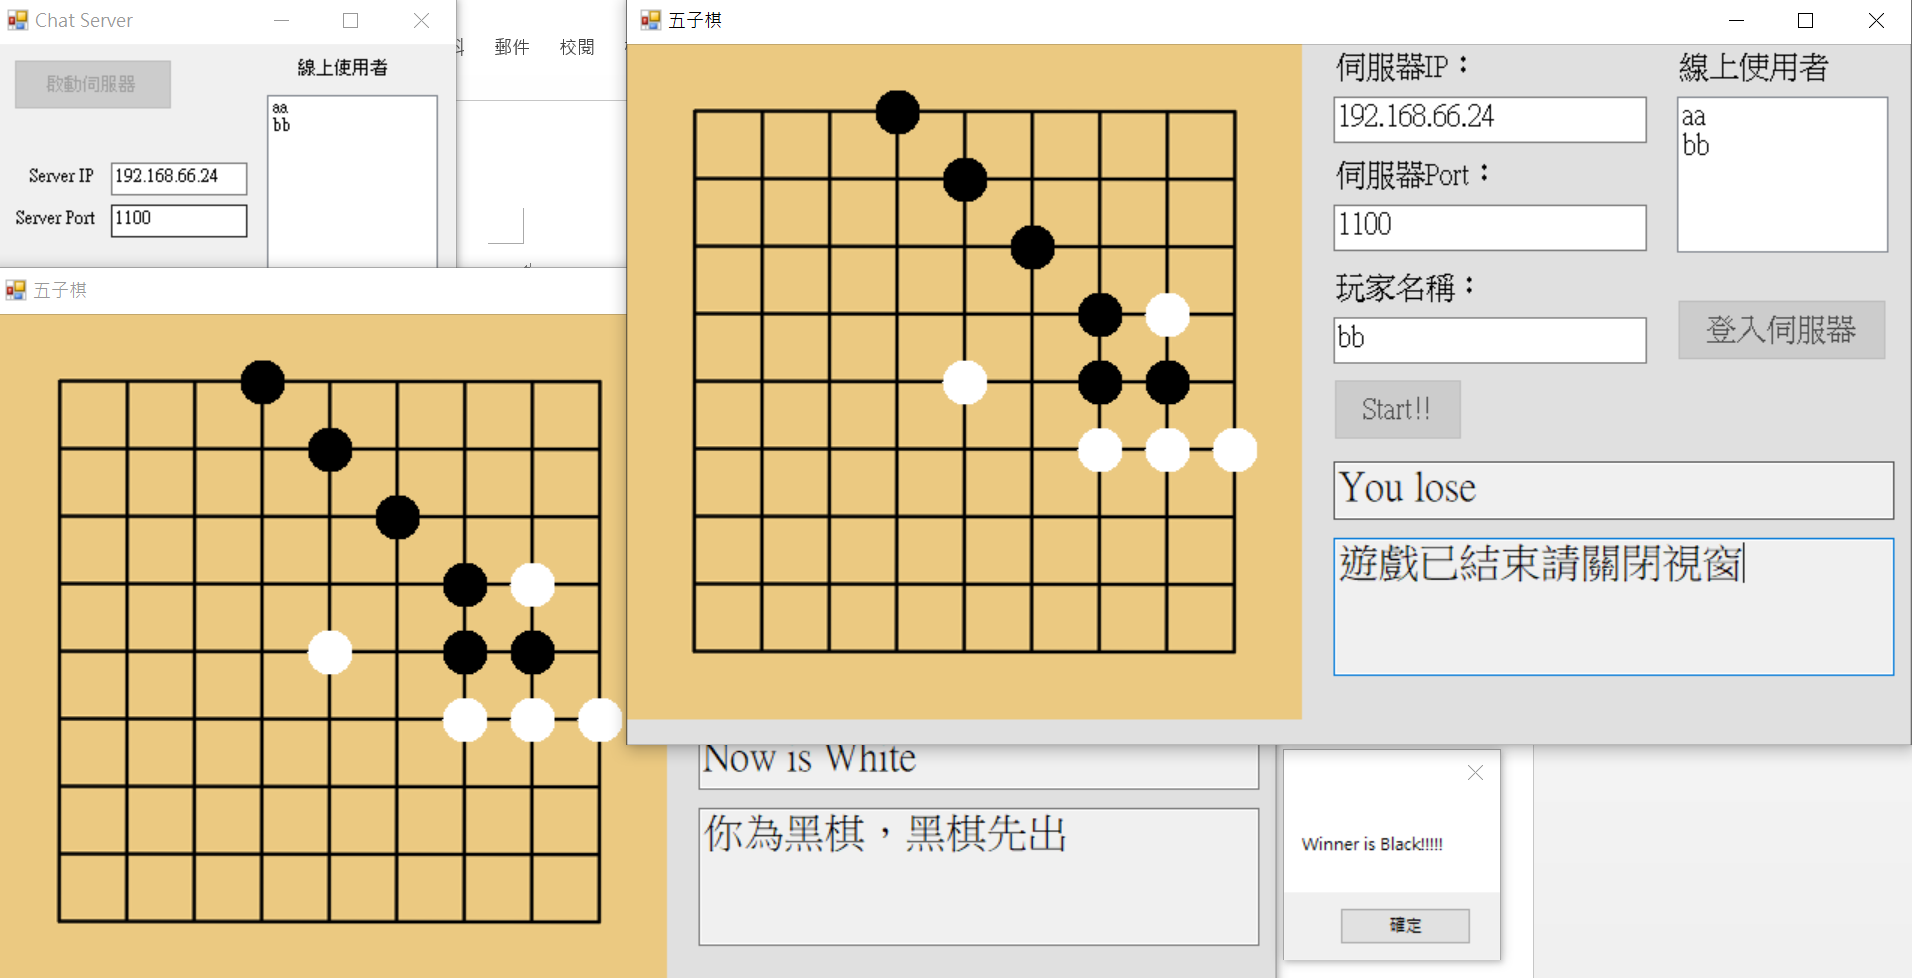 Chat Server
啟動伺服器
線上使用者
aa
bb
Server IP
192.168.66.24
Server Port
1100
郵件
校閱
五子棋
伺服器IP：
192.168.66.24
伺服器Port：
1100
玩家名稱：
bb
線上使用者
aa
bb
登入伺服器
Start!!
You lose
遊戲已結束請關閉視窗
五子棋
Now is White
你為黑棋，黑棋先出
Winner is Black!!!!!
確定